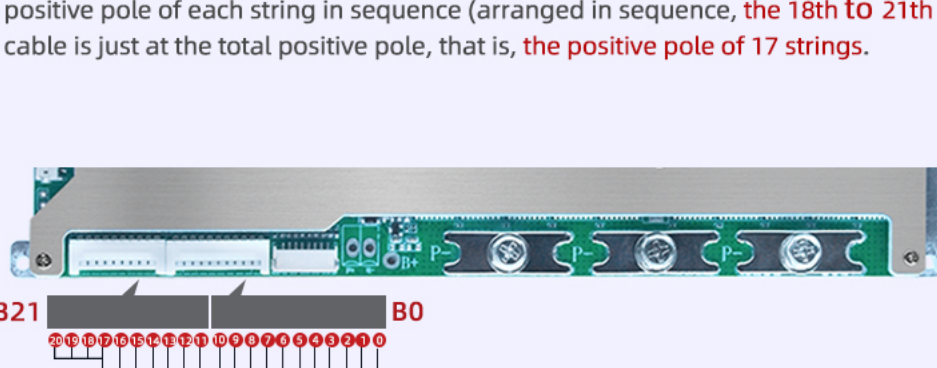 positive pole of each string in sequence (arranged in sequence, the 18th to 21th
cable is just at the total positive pole, that is, the positive pole of 17 strings.
B+ P- P- P-
B21 B0
20 19 18 17 16 15 14 13 12 11 10 9 8 7 6 5 4 3 2 1 0